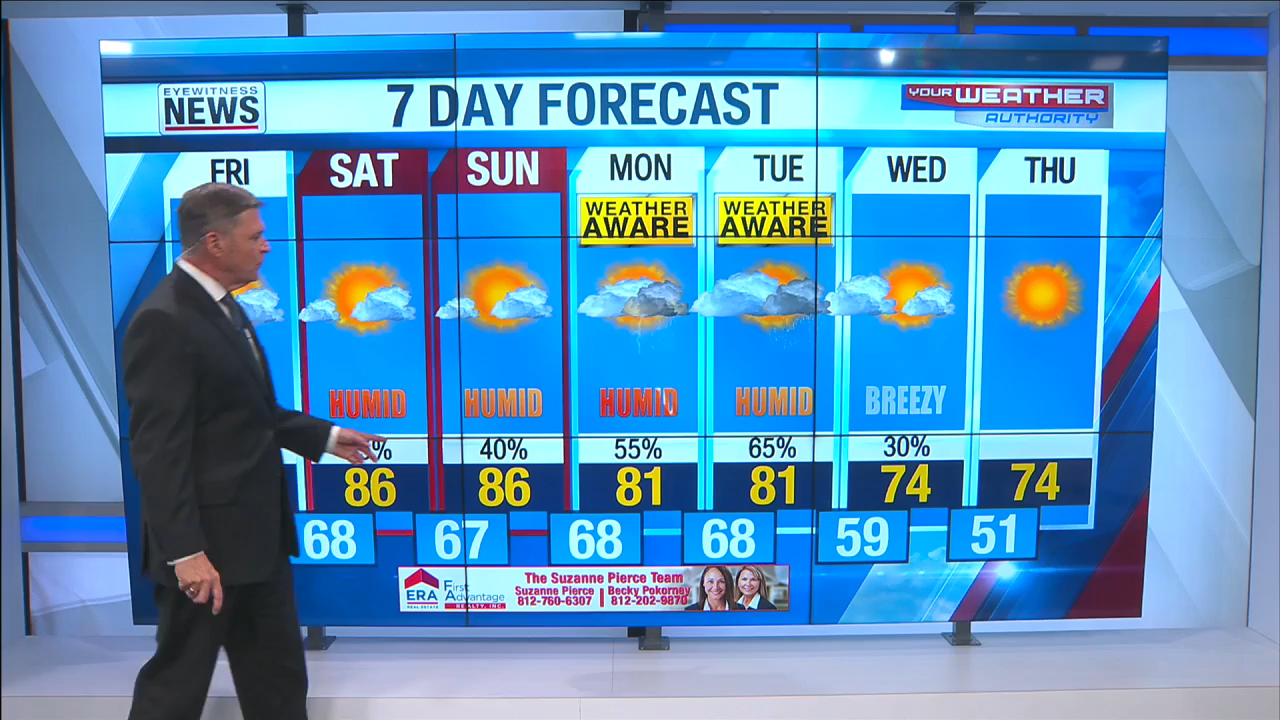 EYEWITNESS
NEWS
7 DAY FORECAST
YOUR WEATHER
AUTHORITY
FRI SAT SUN MON TUE WED THU
WEATHER
AWARE
WEATHER
AWARE
HUMID HUMID HUMID HUMID BREEZY
40% 55% 65% 30%
86 86 81 81 74 74
68 67 68 68 59 51
ERA
REAL ESTATE
First
Advantage
REALTY, INC.
The Suzanne Pierce Team
Suzanne Pierce | Becky Pokorney
812-760-6307 | 812-202-9870